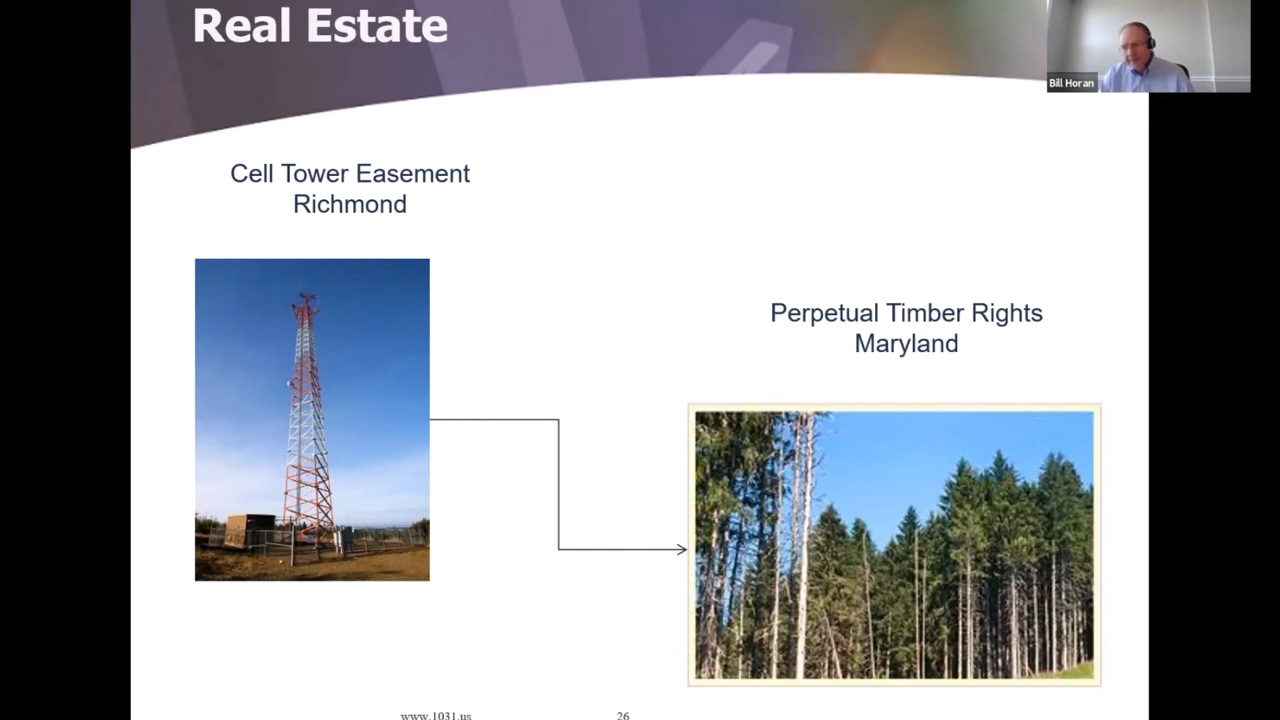 Real Estate
Bill Horan
Cell Tower Easement
Richmond
Perpetual Timber Rights
Maryland
www.1031.us
26